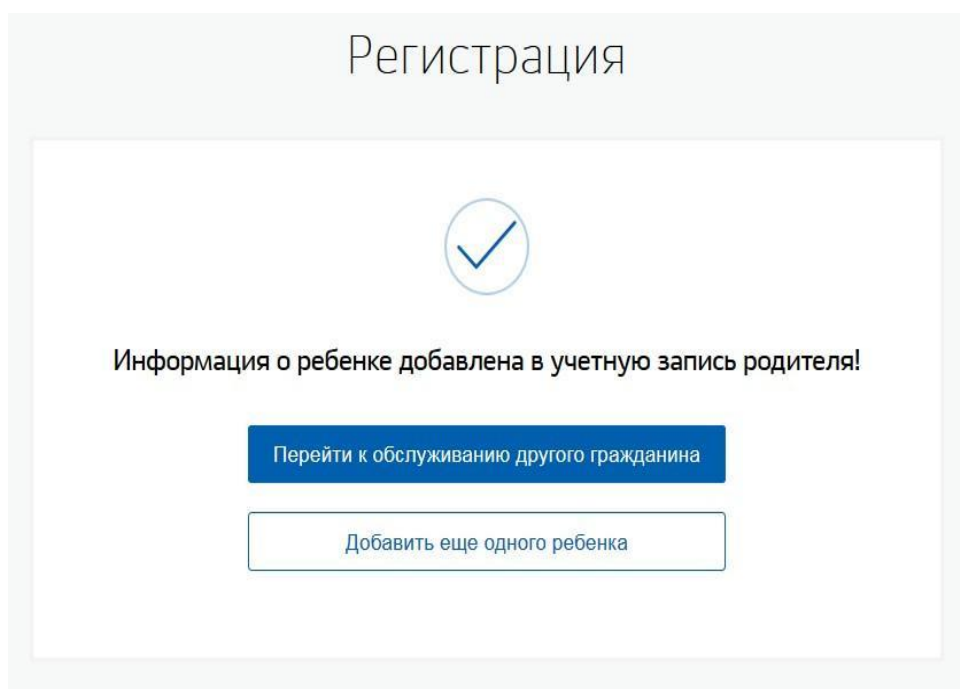 Регистрация
Информация о ребенке добавлена в учетную запись родителя!
Перейти к обслуживанию другого гражданина
Добавить еще одного ребенка